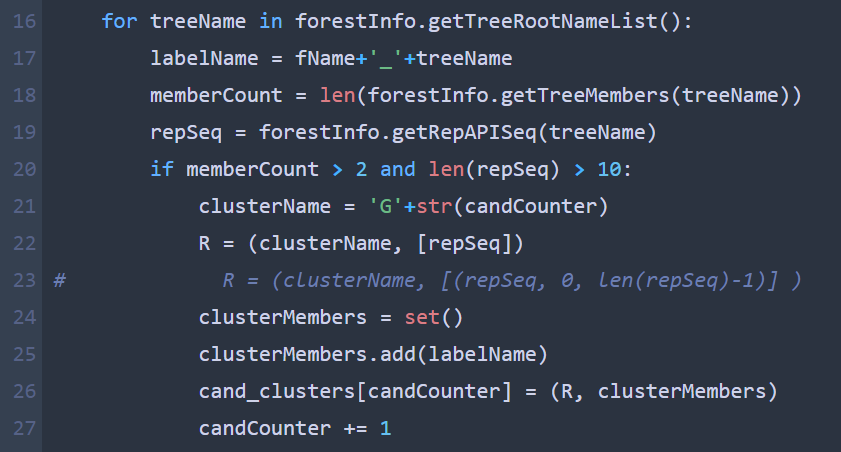 16     for treeName in forestInfo.getTreeRootNameList():
17         labelName = fName+'_'+treeName
18         memberCount = len(forestInfo.getTreeMembers(treeName))
19         repSeq = forestInfo.getRepAPISeq(treeName)
20         if memberCount > 2 and len(repSeq) > 10:
21             clusterName = 'G'+str(candCounter)
22             R = (clusterName, [repSeq])
23 #             R = (clusterName, [(repSeq, 0, len(repSeq)-1)] )
24             clusterMembers = set()
25             clusterMembers.add(labelName)
26             cand_clusters[candCounter] = (R, clusterMembers)
27             candCounter += 1